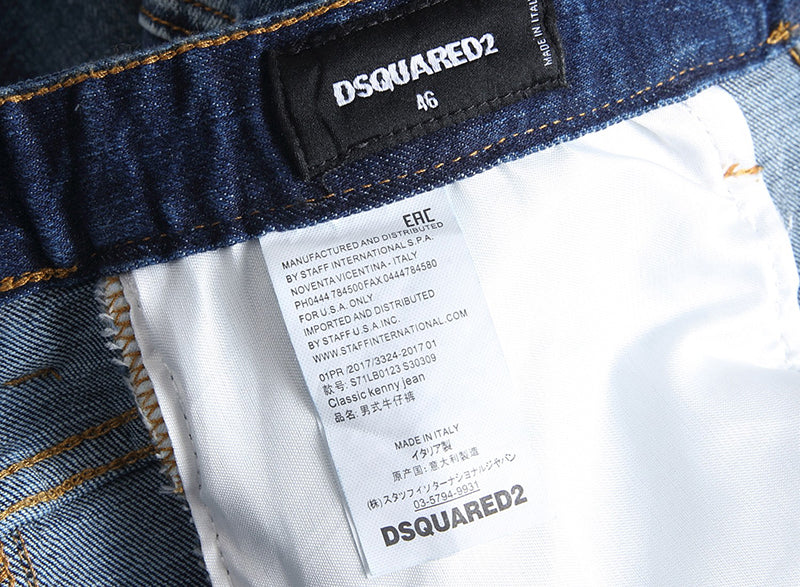 DSQUARED2
46
MADE IN ITALY
EAC
MANUFACTURED AND DISTRIBUTED
BY STAFF INTERNATIONAL S.P.A.
NOVENTA VICENTINA - ITALY
PH0444 784500FAX 0444784580
FOR U.S.A. ONLY
IMPORTED AND DISTRIBUTED
BY STAFF U.S.A. INC.
WWW.STAFFINTERNATIONAL.COM
01PR /2017/3324-2017 01
款号: S71LB0123 S30309
Classic kenny jean
品名: 男式牛仔裤
MADE IN ITALY
イタリア製
原产国: 意大利製造
(株) スタッフインターナショナルジャパン
03-5794-9931
DSQUARED2